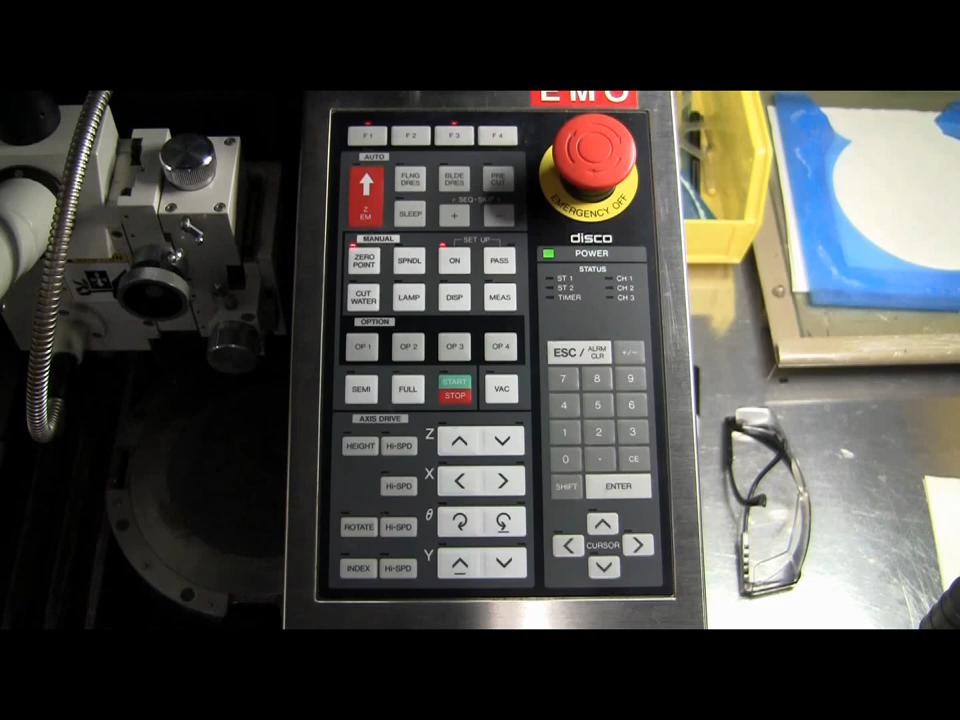 EMO
F 1 F 2 F 3 F 4
AUTO
Z EM
FLNG DRES
BLDE DRES
PRE CUT
SLEEP
+ -
EMERGENCY OFF
disco
POWER
STATUS
ST 1 CH 1
ST 2 CH 2
TIMER CH 3
MANUAL
SET UP
ZERO POINT
SPNDL
ON
PASS
CUT WATER
LAMP
DISP
MEAS
OPTION
OP 1 OP 2 OP 3 OP 4
SEMI
FULL
START
STOP
VAC
AXIS DRIVE
HEIGHT HI-SPD Z
HI-SPD X
ROTATE HI-SPD θ
INDEX HI-SPD Y
ESC / ALRM CLR
+/−
7 8 9
4 5 6
1 2 3
0 · CE
SHIFT ENTER
CURSOR